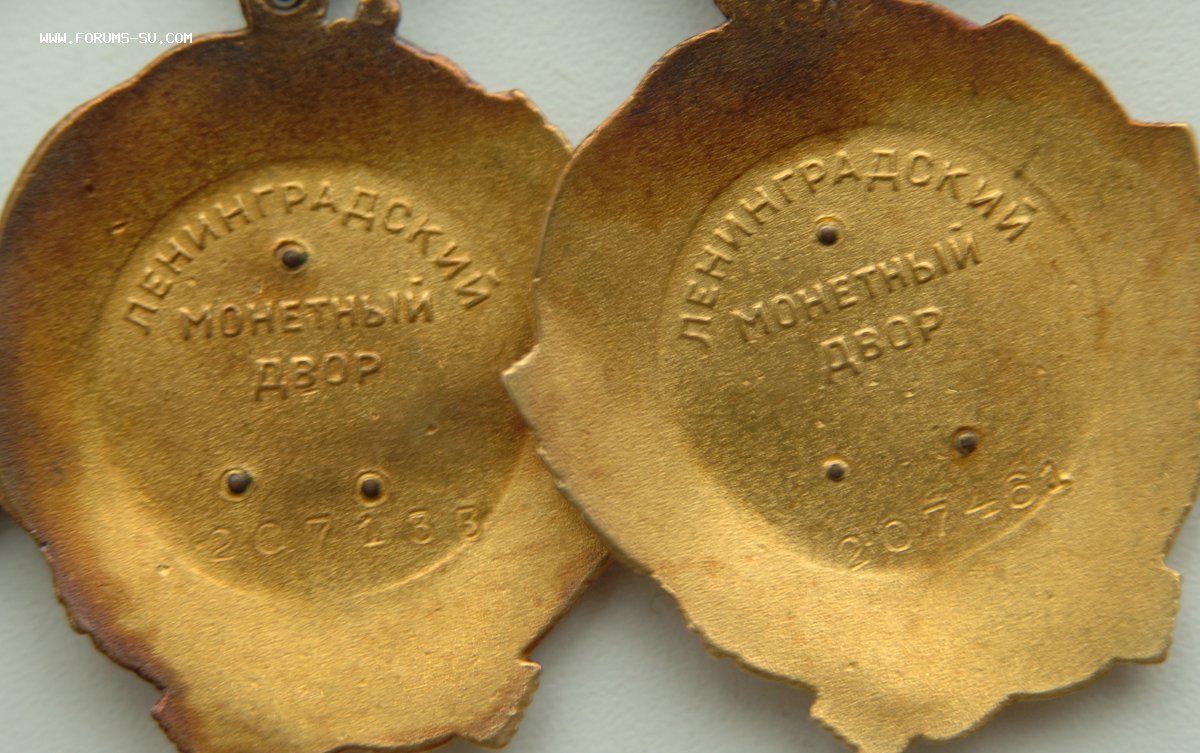 WWW.FORUMS-SU.COM
ЛЕНИНГРАДСКИЙ
МОНЕТНЫЙ
ДВОР
207133
ЛЕНИНГРАДСКИЙ
МОНЕТНЫЙ
ДВОР
207461